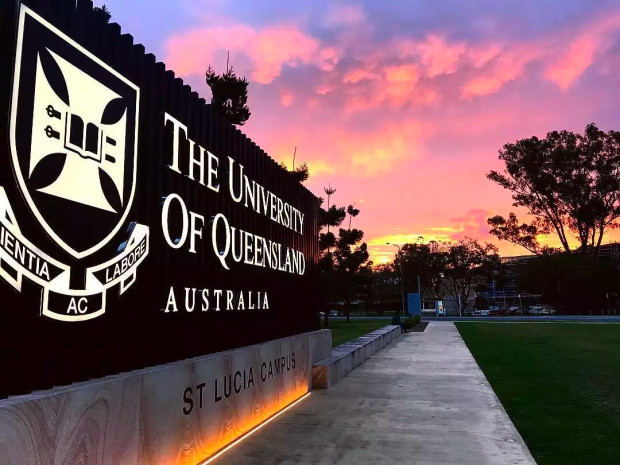 THE UNIVERSITY
OF QUEENSLAND
AUSTRALIA
IENTIA
AC
LABORE
ST LUCIA CAMPUS